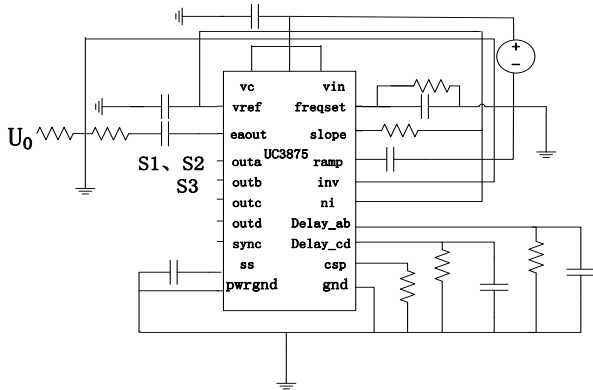 vc
vin
vref
freqset
U₀
eaout
slope
S1、S2
S3
UC3875
outa
ramp
outb
inv
outc
ni
outd
Delay_ab
sync
Delay_cd
ss
csp
pwrgnd
gnd
+
−